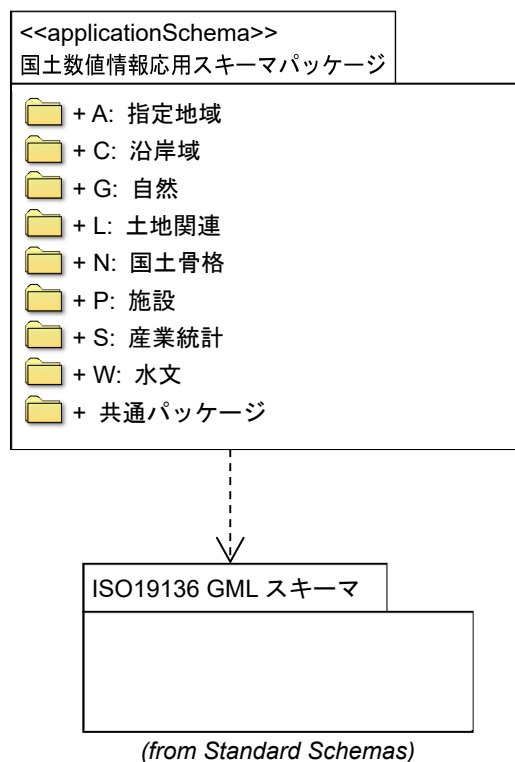 <<applicationSchema>>
国土数値情報応用スキーマパッケージ
+ A: 指定地域
+ C: 沿岸域
+ G: 自然
+ L: 土地関連
+ N: 国土骨格
+ P: 施設
+ S: 産業統計
+ W: 水文
+ 共通パッケージ
ISO19136 GML スキーマ
(from Standard Schemas)